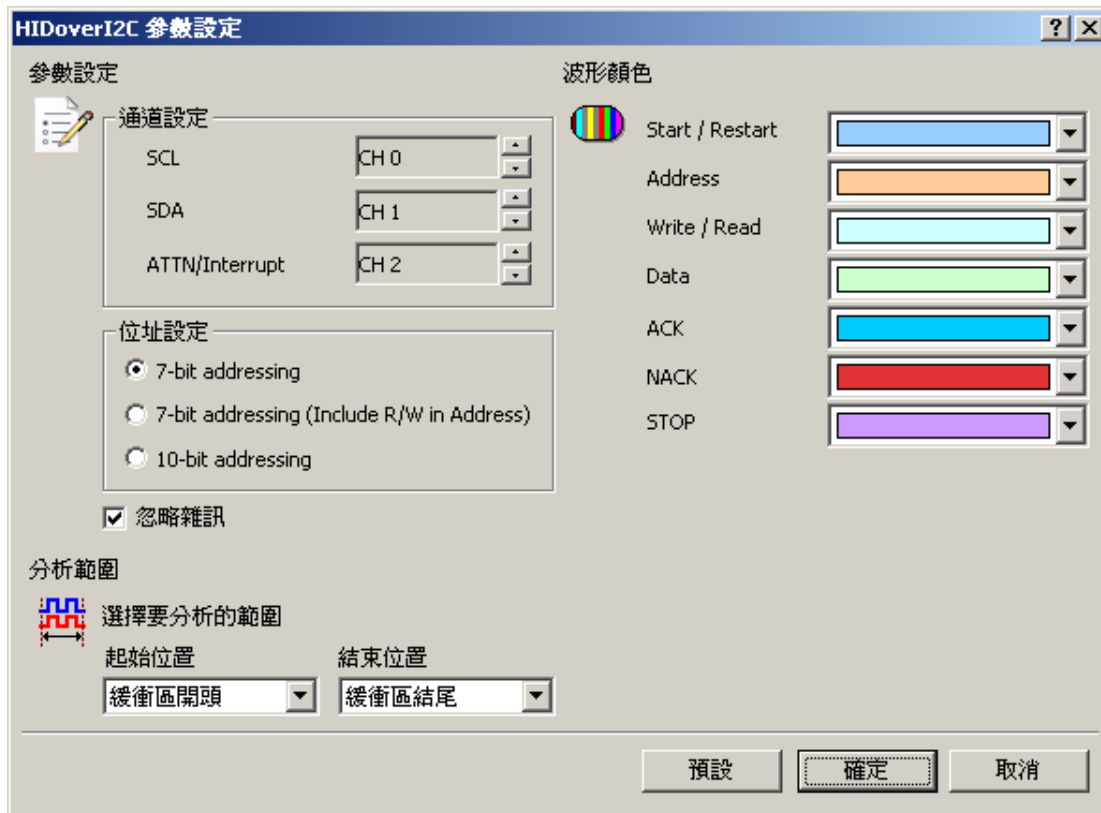 HIDoverI2C 參數設定
參數設定
通道設定
SCL
CH 0
SDA
CH 1
ATTN/Interrupt
CH 2
位址設定
7-bit addressing
7-bit addressing (Include R/W in Address)
10-bit addressing
忽略雜訊
波形顏色
Start / Restart
Address
Write / Read
Data
ACK
NACK
STOP
分析範圍
選擇要分析的範圍
起始位置
結束位置
緩衝區開頭
緩衝區結尾
預設
確定
取消